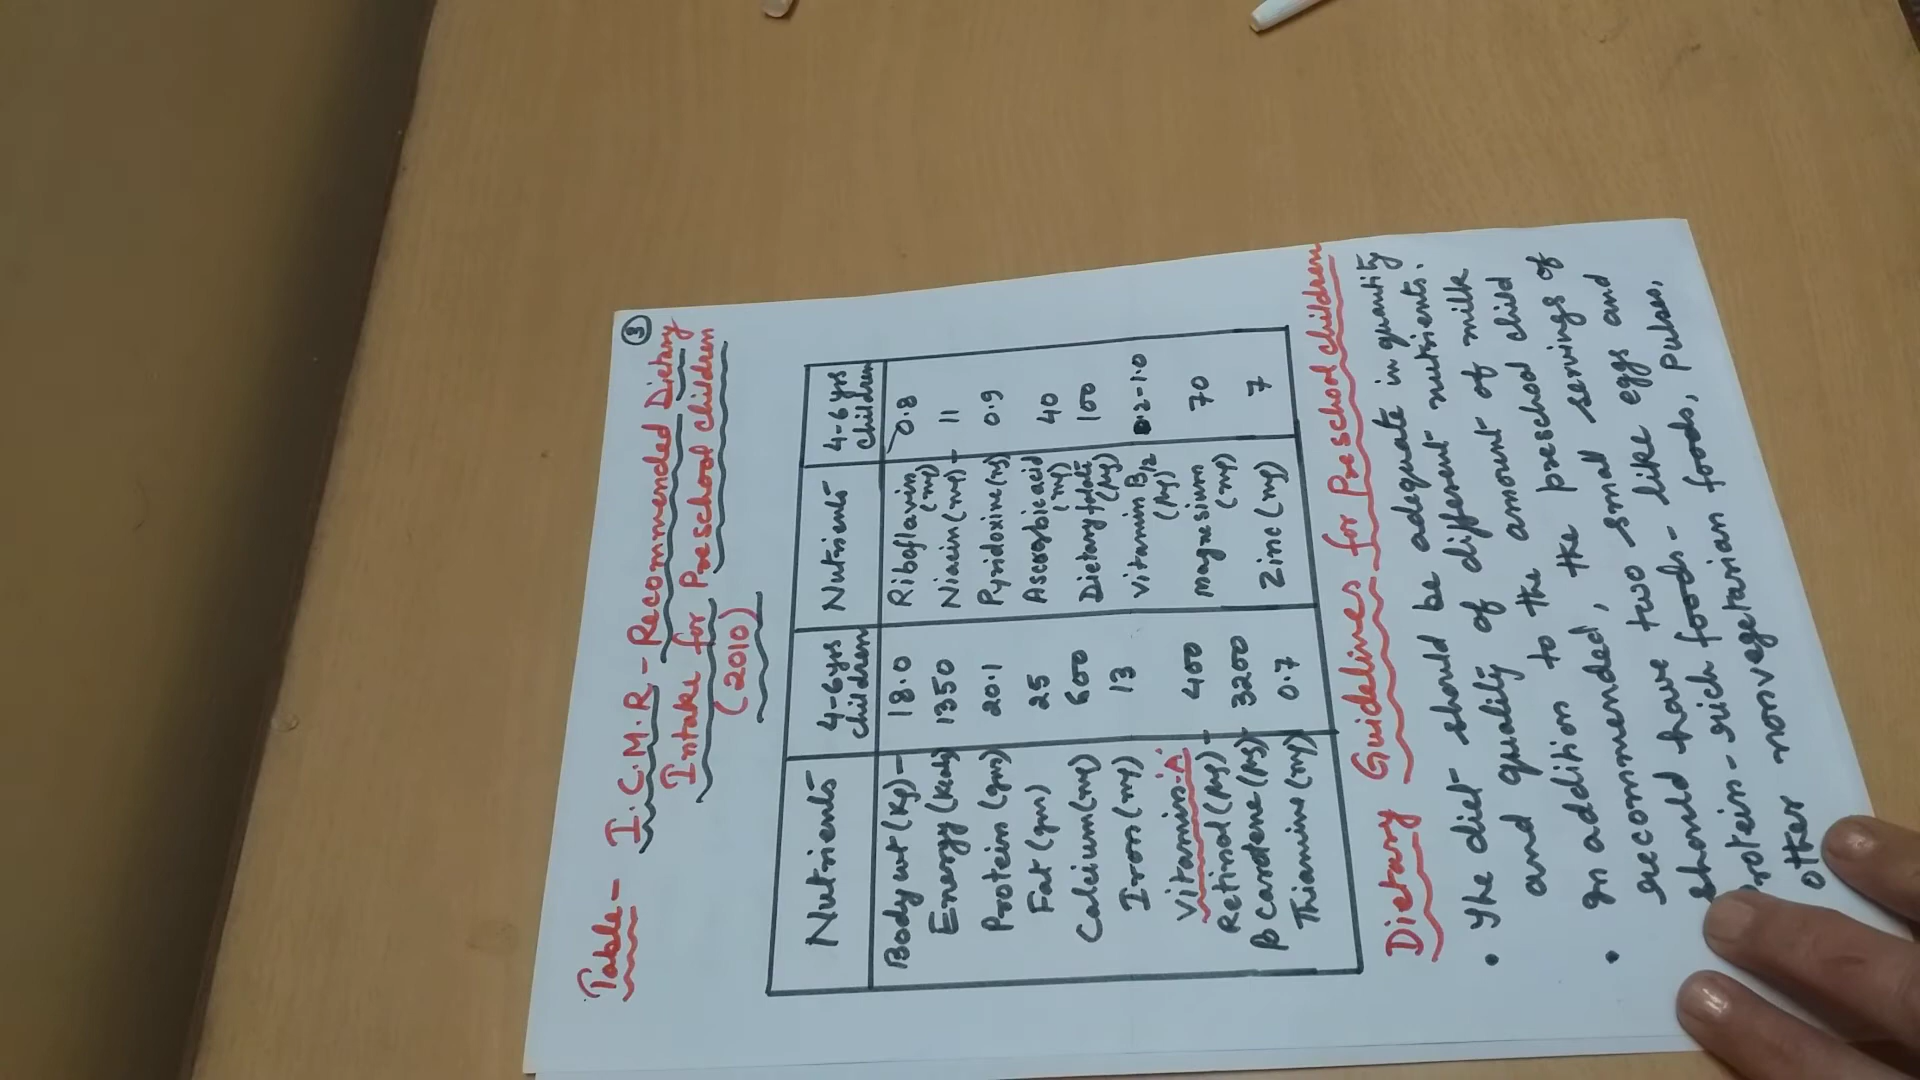 ③
Table- I.C.M.R- Recommended Dietary
Intake for Preschool children
(2010)
Nutrients 4-6yrs children Nutrients 4-6yrs children
Body wt (Kg) - 18.0 Riboflavin (mg) 0.8
Energy (Kcal) 1350 Niacin (mg) - 11
Protein (gms) 20.1 Pyridoxine (mg) 0.9
Fat (gm) 25 Ascorbic acid (mg) 40
Calcium (mg) 600 Dietary folate (µg) 100
Iron (mg) 13 Vitamin B12 (µg) 0.2-1.0
Vitamin-A
Retinol (µg) - 400 Magnesium (mg) 70
β carotene (µg) - 3200 Zinc (mg) 7
Thiamine (mg) 0.7
Dietary Guidelines for Preschool children
• The diet should be adequate in quantity
and quality of different nutrients.
• In addition to the amount of milk
recommended, the preschool child
should have two small servings of
protein-rich foods - like eggs and
other nonvegetarian foods, pulses,